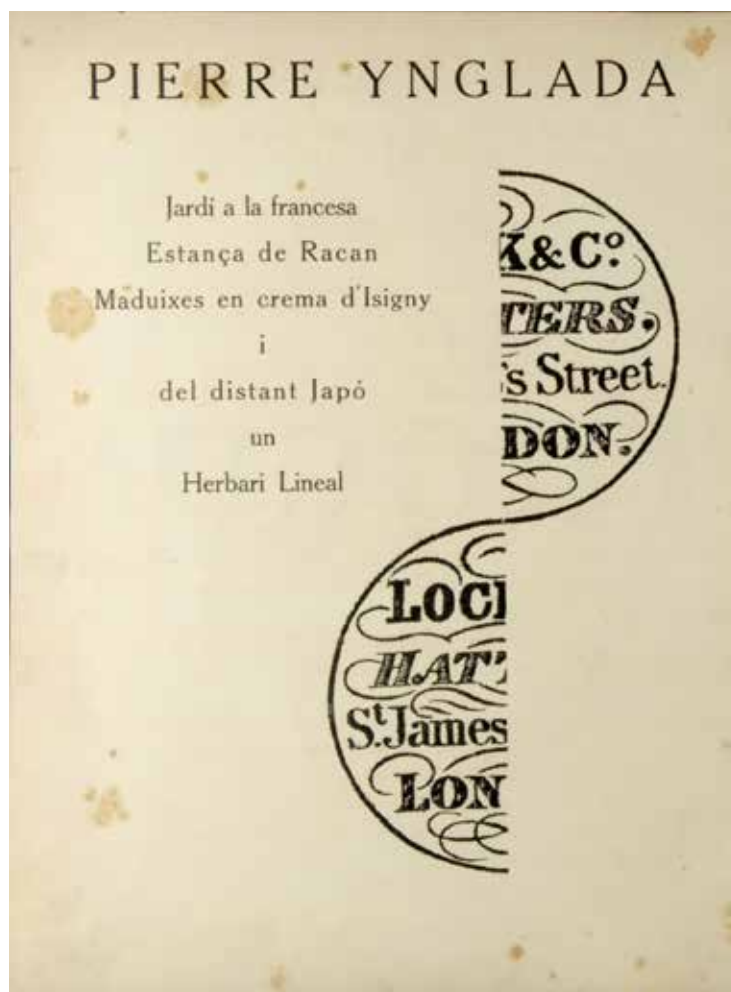 PIERRE YNGLADA
Jardí a la francesa
Estança de Racan
Maduixes en crema d'Isigny
i
del distant Japó
un
Herbari Lineal
K & Cº.
TERS.
's Street.
DON.
LOCK
HAT'
St. James
LON